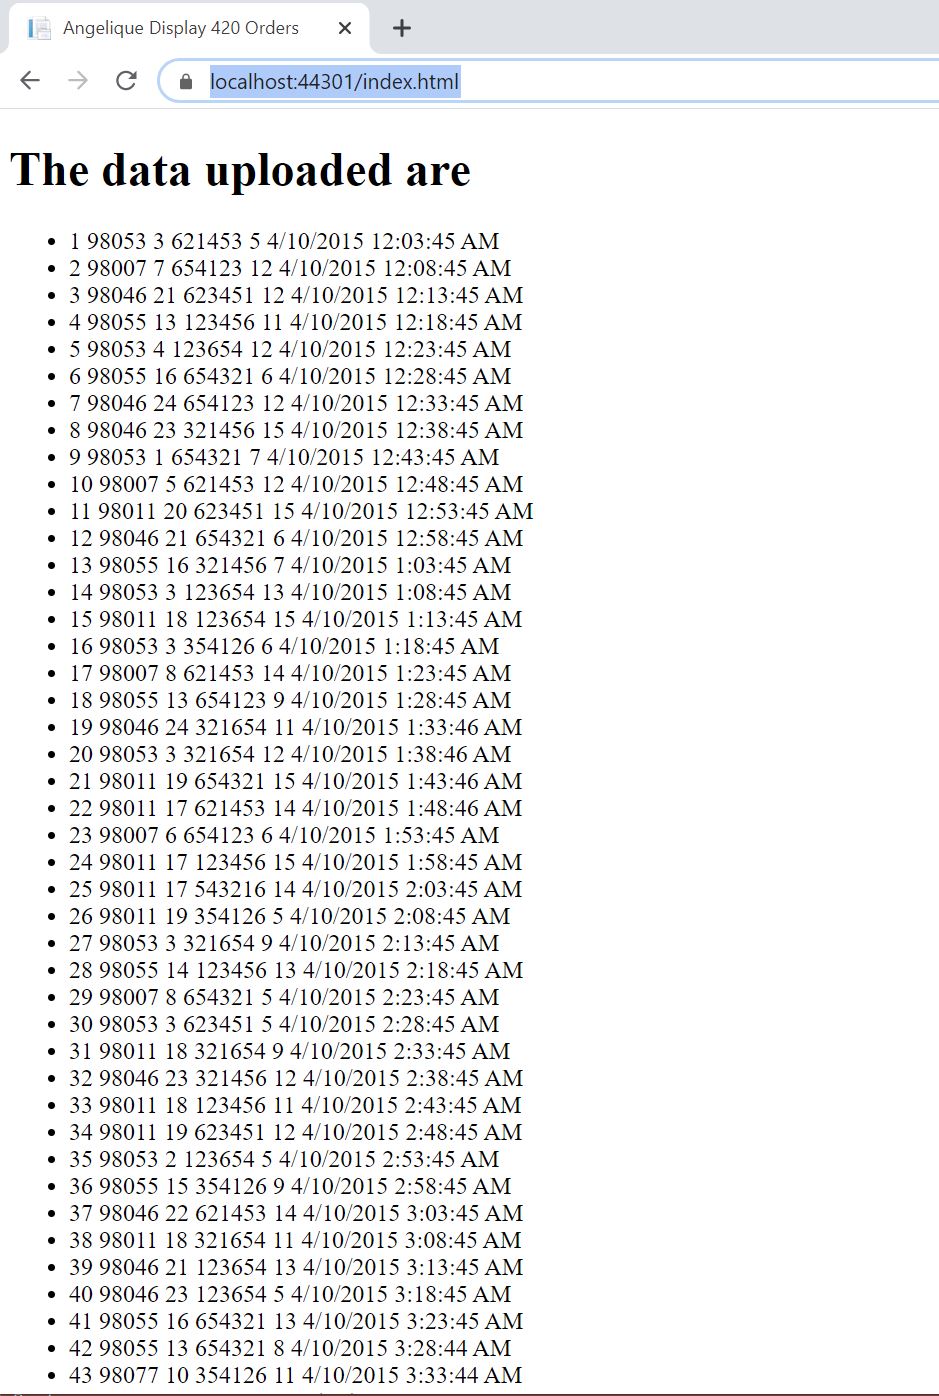 Angelique Display 420 Orders
localhost:44301/index.html
The data uploaded are
1 98053 3 621453 5 4/10/2015 12:03:45 AM
2 98007 7 654123 12 4/10/2015 12:08:45 AM
3 98046 21 623451 12 4/10/2015 12:13:45 AM
4 98055 13 123456 11 4/10/2015 12:18:45 AM
5 98053 4 123654 12 4/10/2015 12:23:45 AM
6 98055 16 654321 6 4/10/2015 12:28:45 AM
7 98046 24 654123 12 4/10/2015 12:33:45 AM
8 98046 23 321456 15 4/10/2015 12:38:45 AM
9 98053 1 654321 7 4/10/2015 12:43:45 AM
10 98007 5 621453 12 4/10/2015 12:48:45 AM
11 98011 20 623451 15 4/10/2015 12:53:45 AM
12 98046 21 654321 6 4/10/2015 12:58:45 AM
13 98055 16 321456 7 4/10/2015 1:03:45 AM
14 98053 3 123654 13 4/10/2015 1:08:45 AM
15 98011 18 123654 15 4/10/2015 1:13:45 AM
16 98053 3 354126 6 4/10/2015 1:18:45 AM
17 98007 8 621453 14 4/10/2015 1:23:45 AM
18 98055 13 654123 9 4/10/2015 1:28:45 AM
19 98046 24 321654 11 4/10/2015 1:33:46 AM
20 98053 3 321654 12 4/10/2015 1:38:46 AM
21 98011 19 654321 15 4/10/2015 1:43:46 AM
22 98011 17 621453 14 4/10/2015 1:48:46 AM
23 98007 6 654123 6 4/10/2015 1:53:45 AM
24 98011 17 123456 15 4/10/2015 1:58:45 AM
25 98011 17 543216 14 4/10/2015 2:03:45 AM
26 98011 19 354126 5 4/10/2015 2:08:45 AM
27 98053 3 321654 9 4/10/2015 2:13:45 AM
28 98055 14 123456 13 4/10/2015 2:18:45 AM
29 98007 8 654321 5 4/10/2015 2:23:45 AM
30 98053 3 623451 5 4/10/2015 2:28:45 AM
31 98011 18 321654 9 4/10/2015 2:33:45 AM
32 98046 23 321456 12 4/10/2015 2:38:45 AM
33 98011 18 123456 11 4/10/2015 2:43:45 AM
34 98011 19 623451 12 4/10/2015 2:48:45 AM
35 98053 2 123654 5 4/10/2015 2:53:45 AM
36 98055 15 354126 9 4/10/2015 2:58:45 AM
37 98046 22 621453 14 4/10/2015 3:03:45 AM
38 98011 18 321654 11 4/10/2015 3:08:45 AM
39 98046 21 123654 13 4/10/2015 3:13:45 AM
40 98046 23 123654 5 4/10/2015 3:18:45 AM
41 98055 16 654321 13 4/10/2015 3:23:45 AM
42 98055 13 654321 8 4/10/2015 3:28:44 AM
43 98077 10 354126 11 4/10/2015 3:33:44 AM